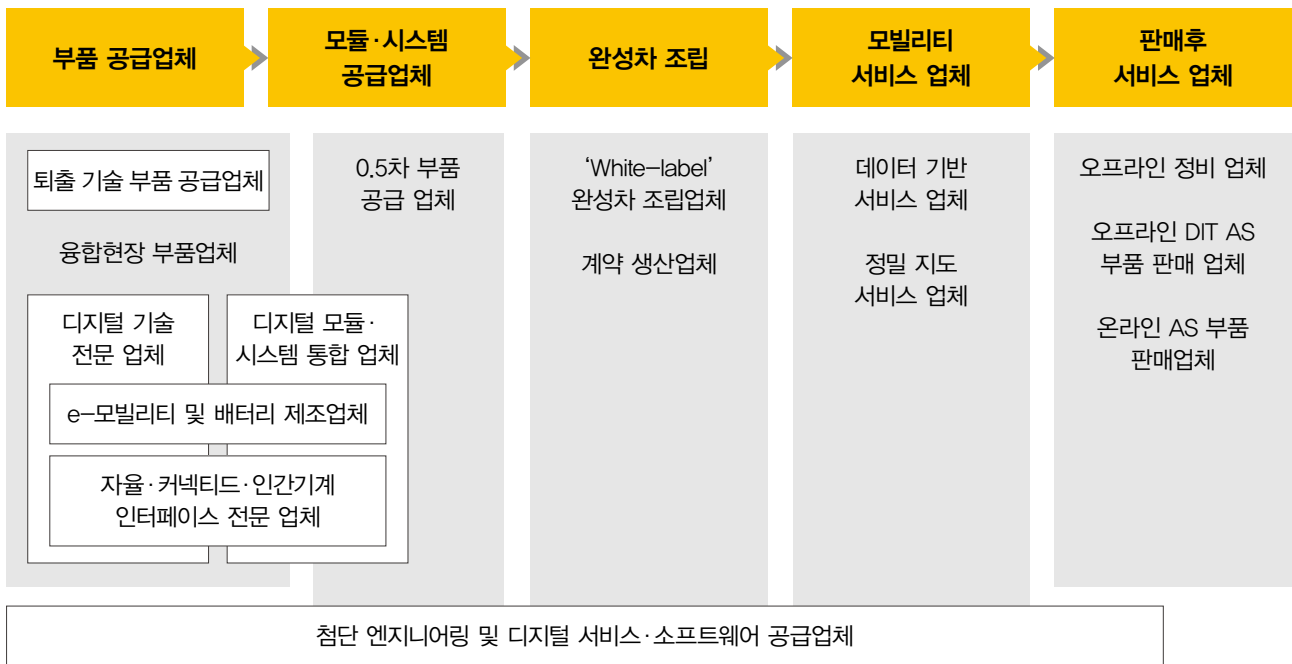 부품 공급업체
모듈·시스템
공급업체
완성차 조립
모빌리티
서비스 업체
판매후
서비스 업체
퇴출 기술 부품 공급업체
융합현장 부품업체
디지털 기술
전문 업체
디지털 모듈·
시스템 통합 업체
e-모빌리티 및 배터리 제조업체
자율·커넥티드·인간기계
인터페이스 전문 업체
0.5차 부품
공급 업체
‘White-label’
완성차 조립업체
계약 생산업체
데이터 기반
서비스 업체
정밀 지도
서비스 업체
오프라인 정비 업체
오프라인 DIT AS
부품 판매 업체
온라인 AS 부품
판매업체
첨단 엔지니어링 및 디지털 서비스·소프트웨어 공급업체